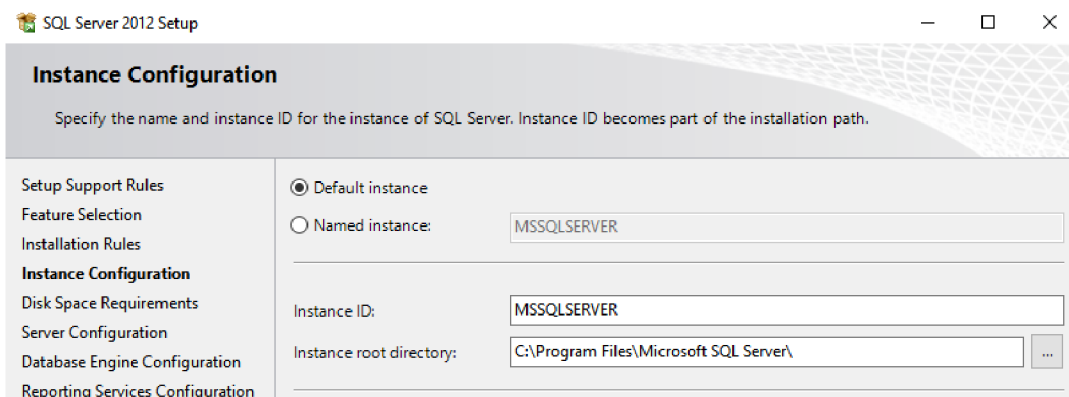 SQL Server 2012 Setup
Instance Configuration
Specify the name and instance ID for the instance of SQL Server. Instance ID becomes part of the installation path.
Setup Support Rules
Feature Selection
Installation Rules
Instance Configuration
Disk Space Requirements
Server Configuration
Database Engine Configuration
Reporting Services Configuration
Default instance
Named instance: MSSQLSERVER
Instance ID: MSSQLSERVER
Instance root directory: C:\Program Files\Microsoft SQL Server\ ...